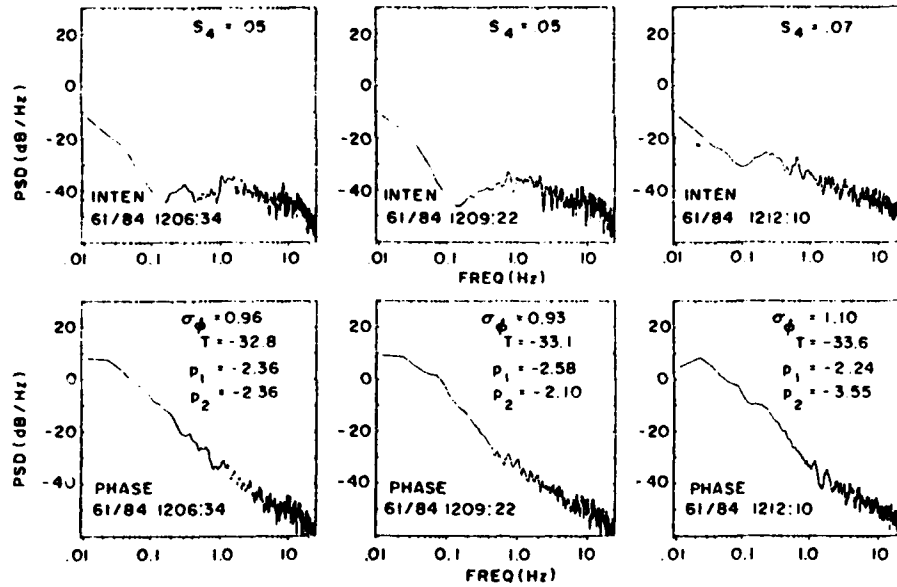 S4 = .05
S4 = .05
S4 = .07
PSD (dB/Hz)
20
0
-20
-40
INTEN
61/84 1206:34
INTEN
61/84 1209:22
INTEN
61/84 1212:10
.01 0.1 1.0 10
.01 0.1 1.0 10
.01 0.1 1.0 10
FREQ (Hz)
σφ = 0.96
T = -32.8
p1 = -2.36
p2 = -2.36
σφ = 0.93
T = -33.1
p1 = -2.58
p2 = -2.10
σφ = 1.10
T = -33.6
p1 = -2.24
p2 = -3.55
PSD (dB/Hz)
20
0
-20
-40
20
0
-20
-40
20
0
-20
-40
20
0
-20
-40
20
0
-20
-40
PHASE
61/84 1206:34
PHASE
61/84 1209:22
PHASE
61/84 1212:10
.01 0.1 1.0 10
.01 0.1 1.0 10
.01 0.1 1.0 10
FREQ (Hz)